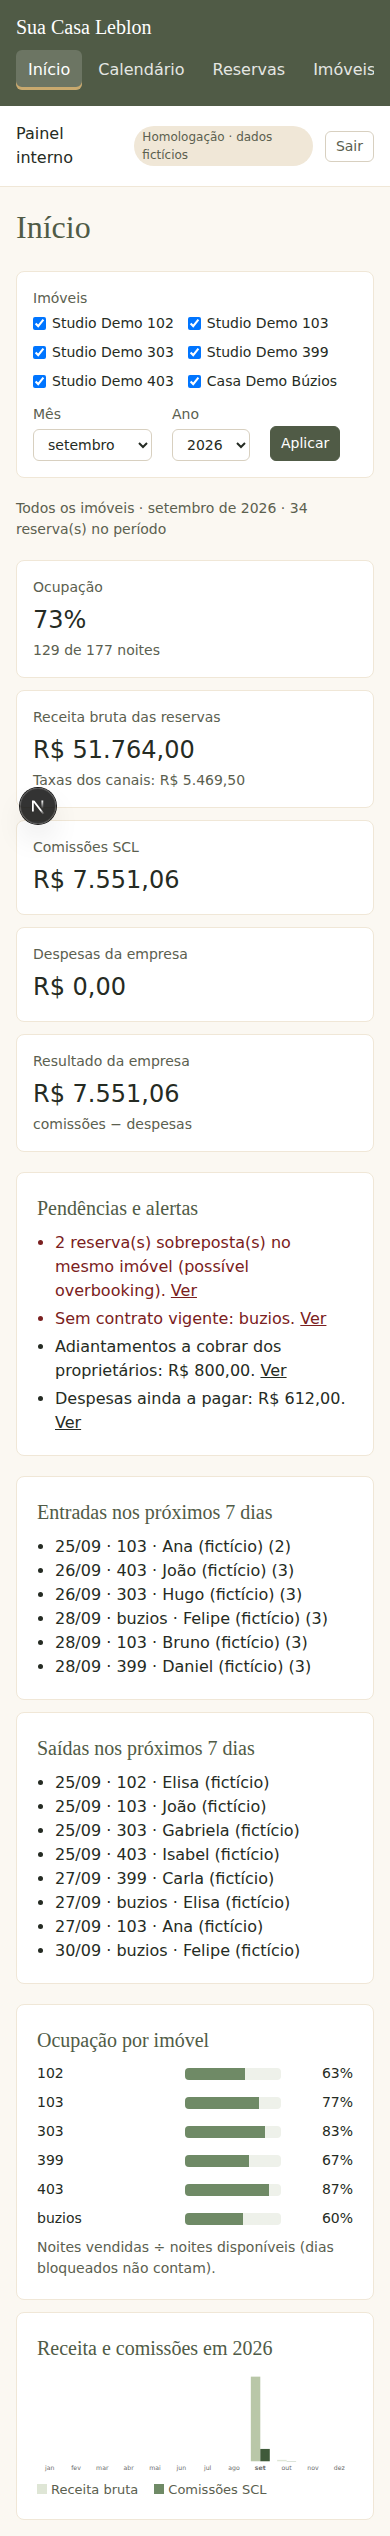 Sua Casa Leblon
Início Calendário Reservas Imóveis
Painel
interno
Homologação · dados
fictícios
Sair
Início
Imóveis
Studio Demo 102 Studio Demo 103
Studio Demo 303 Studio Demo 399
Studio Demo 403 Casa Demo Búzios
Mês Ano
setembro 2026 Aplicar
Todos os imóveis · setembro de 2026 · 34
reserva(s) no período
Ocupação
73%
129 de 177 noites
Receita bruta das reservas
R$ 51.764,00
Taxas dos canais: R$ 5.469,50
N
Comissões SCL
R$ 7.551,06
Despesas da empresa
R$ 0,00
Resultado da empresa
R$ 7.551,06
comissões − despesas
Pendências e alertas
• 2 reserva(s) sobreposta(s) no
mesmo imóvel (possível
overbooking). Ver
• Sem contrato vigente: buzios. Ver
• Adiantamentos a cobrar dos
proprietários: R$ 800,00. Ver
• Despesas ainda a pagar: R$ 612,00.
Ver
Entradas nos próximos 7 dias
• 25/09 · 103 · Ana (fictício) (2)
• 26/09 · 403 · João (fictício) (3)
• 26/09 · 303 · Hugo (fictício) (3)
• 28/09 · buzios · Felipe (fictício) (3)
• 28/09 · 103 · Bruno (fictício) (3)
• 28/09 · 399 · Daniel (fictício) (3)
Saídas nos próximos 7 dias
• 25/09 · 102 · Elisa (fictício)
• 25/09 · 103 · João (fictício)
• 25/09 · 303 · Gabriela (fictício)
• 25/09 · 403 · Isabel (fictício)
• 27/09 · 399 · Carla (fictício)
• 27/09 · buzios · Elisa (fictício)
• 27/09 · 103 · Ana (fictício)
• 30/09 · buzios · Felipe (fictício)
Ocupação por imóvel
102 63%
103 77%
303 83%
399 67%
403 87%
buzios 60%
Noites vendidas ÷ noites disponíveis (dias
bloqueados não contam).
Receita e comissões em 2026
jan fev mar abr mai jun jul ago set out nov dez
Receita bruta Comissões SCL